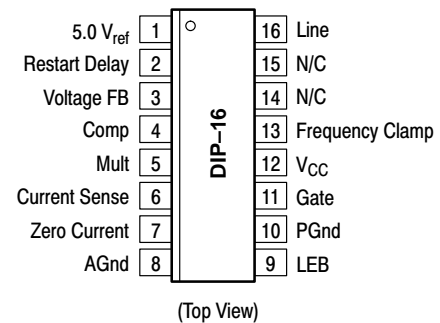 5.0 Vref 1 16 Line
Restart Delay 2 15 N/C
Voltage FB 3 14 N/C
Comp 4 13 Frequency Clamp
Mult 5 12 VCC
Current Sense 6 11 Gate
Zero Current 7 10 PGnd
AGnd 8 9 LEB
DIP–16
(Top View)